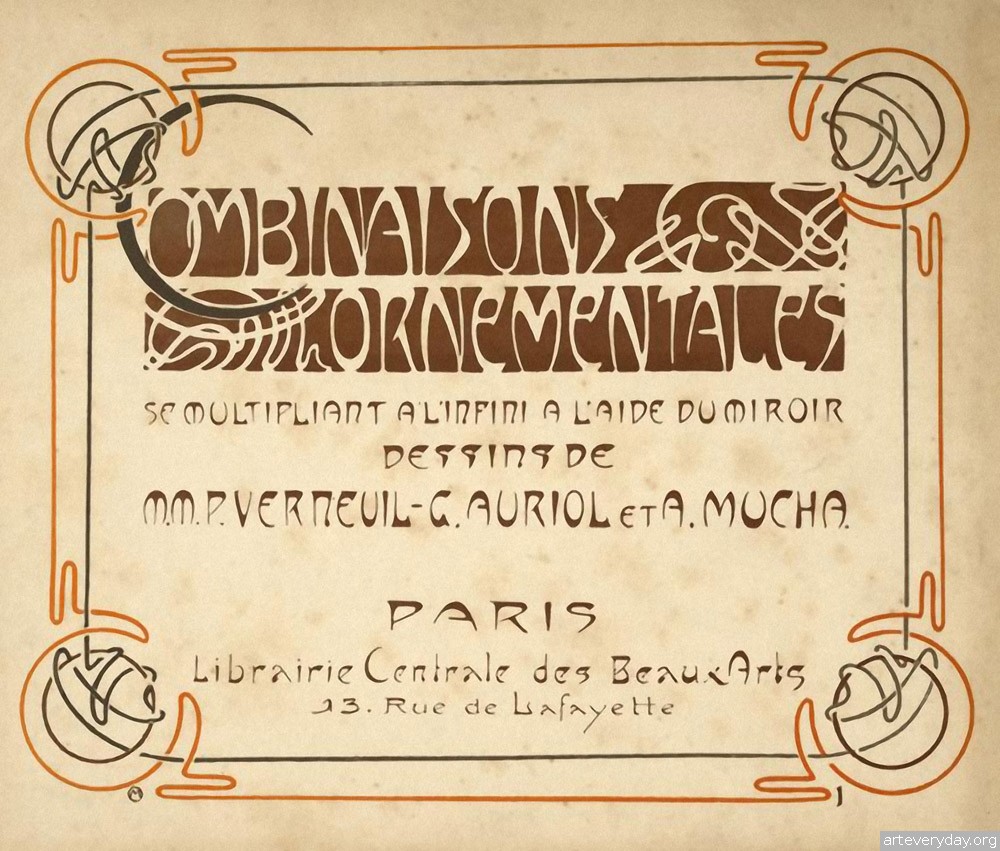 COMBINAISONS
ORNEMENTALES
SE MULTIPLIANT A L'INFINI A L'AIDE DU MIROIR
DESSINS DE
M.M.P. VERNEUIL-G. AURIOL ET A. MUCHA.
PARIS
Librairie Centrale des Beaux Arts
13. Rue de Lafayette
M
1
arteveryday.org